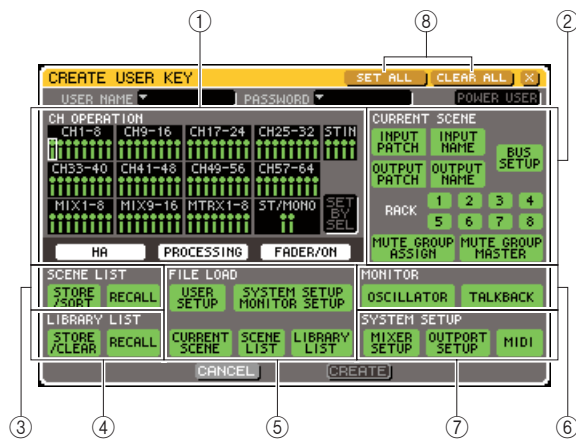 ① ⑧ ②
CREATE USER KEY SET ALL CLEAR ALL X
USER NAME PASSWORD POWER USER
CH OPERATION CURRENT SCENE
CH1-8 CH9-16 CH17-24 CH25-32 STIN
INPUT PATCH INPUT NAME BUS SETUP
CH33-40 CH41-48 CH49-56 CH57-64
OUTPUT PATCH OUTPUT NAME
MIX1-8 MIX9-16 MTRX1-8 ST/MONO SET BY SEL
RACK 1 2 3 4
5 6 7 8
HA PROCESSING FADER/ON
MUTE GROUP ASSIGN MUTE GROUP MASTER
SCENE LIST FILE LOAD MONITOR
STORE /SORT RECALL USER SETUP SYSTEM SETUP MONITOR SETUP OSCILLATOR TALKBACK
LIBRARY LIST SYSTEM SETUP
STORE /CLEAR RECALL CURRENT SCENE SCENE LIST LIBRARY LIST MIXER SETUP OUTPORT SETUP MIDI
CANCEL CREATE
③ ④ ⑤ ⑦ ⑥